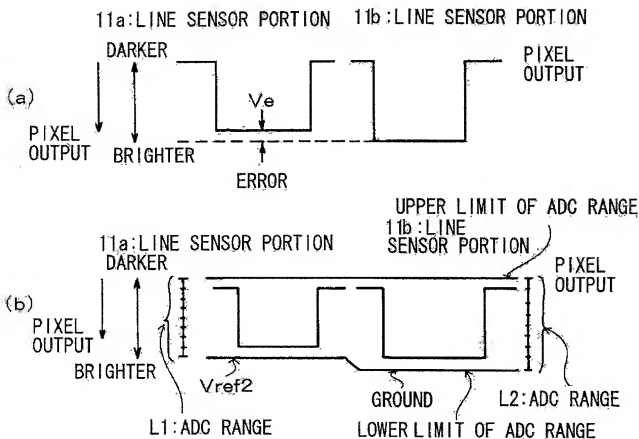 11a:LINE SENSOR PORTION
11b:LINE SENSOR PORTION
DARKER
PIXEL
OUTPUT
(a)
Ve
PIXEL
OUTPUT
BRIGHTER
ERROR
UPPER LIMIT OF ADC RANGE
11a:LINE SENSOR PORTION
11b:LINE
SENSOR PORTION
DARKER
PIXEL
OUTPUT
(b)
PIXEL
OUTPUT
BRIGHTER
Vref2
GROUND
L2:ADC RANGE
L1:ADC RANGE
LOWER LIMIT OF ADC RANGE